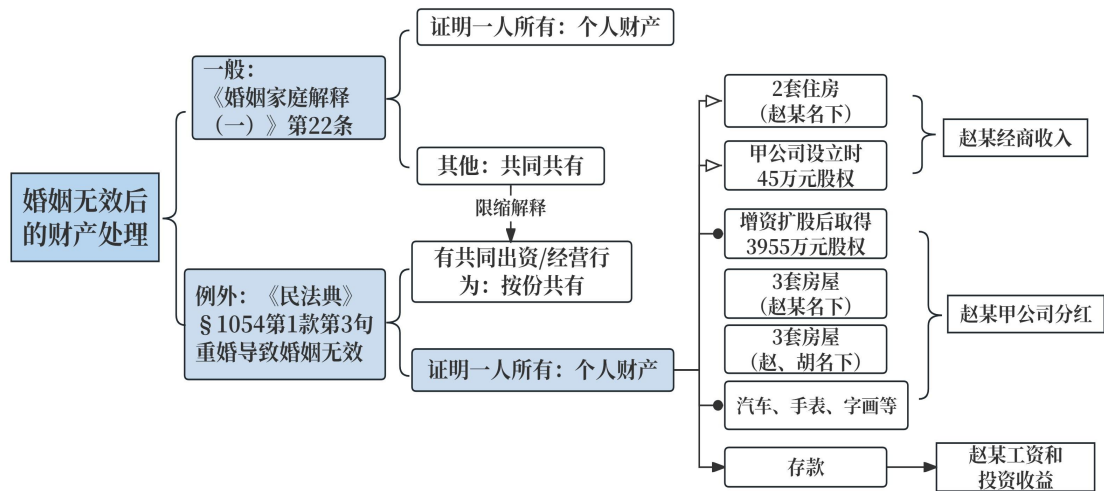 婚姻无效后
的财产处理
一般：
《婚姻家庭解释
（一）》第22条
证明一人所有：个人财产
其他：共同共有
限缩解释
例外：《民法典》
§1054第1款第3句
重婚导致婚姻无效
有共同出资/经营行
为：按份共有
证明一人所有：个人财产
2套住房
（赵某名下）
甲公司设立时
45万元股权
赵某经商收入
增资扩股后取得
3955万元股权
3套房屋
（赵某名下）
3套房屋
（赵、胡名下）
汽车、手表、字画等
赵某甲公司分红
存款
赵某工资和
投资收益